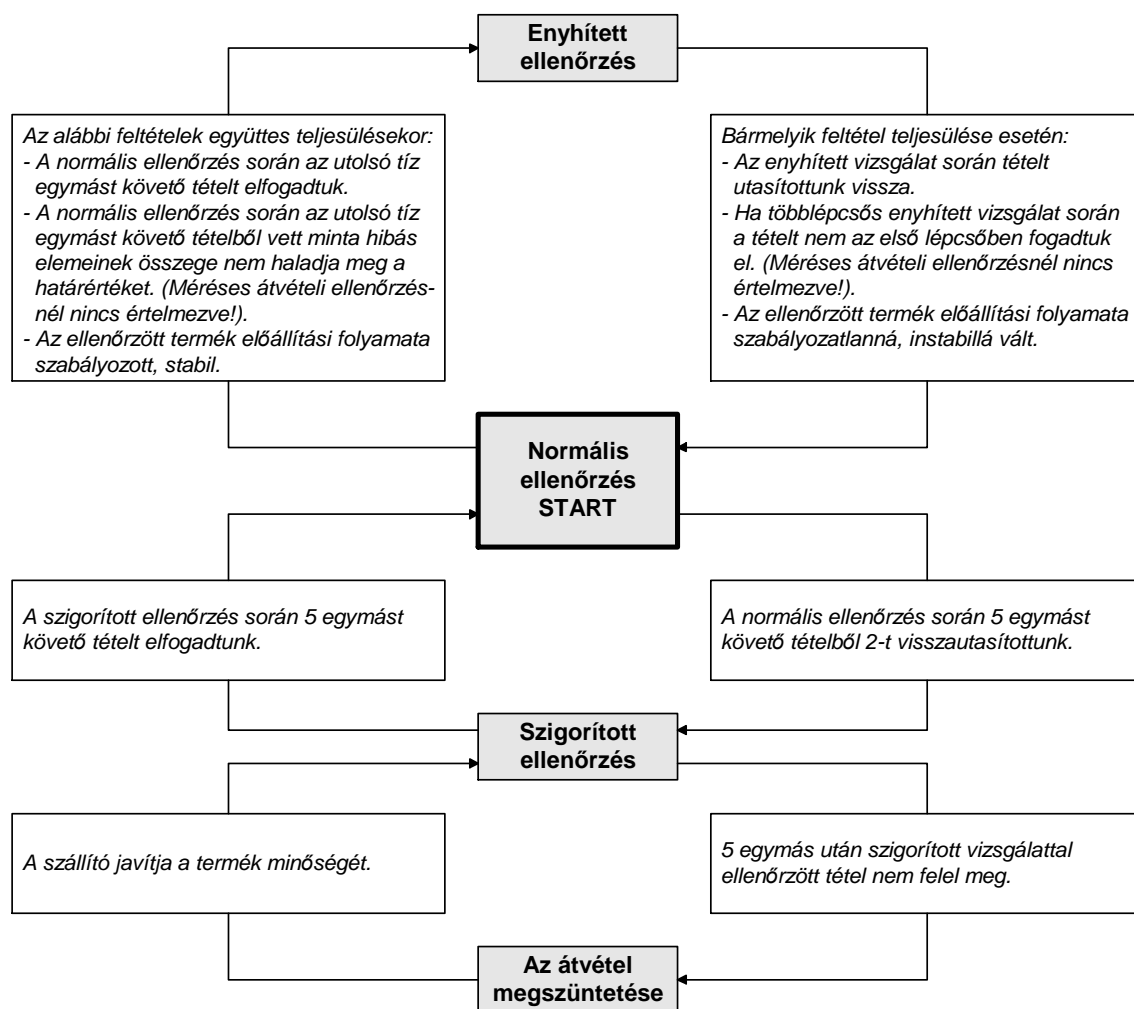 Enyhített
ellenőrzés
Az alábbi feltételek együttes teljesülésekor:
- A normális ellenőrzés során az utolsó tíz
egymást követő tételt elfogadtuk.
- A normális ellenőrzés során az utolsó tíz
egymást követő tételből vett minta hibás
elemeinek összege nem haladja meg a
határértéket. (Méréses átvételi ellenőrzés-
nél nincs értelmezve!).
- Az ellenőrzött termék előállítási folyamata
szabályozott, stabil.
Bármelyik feltétel teljesülése esetén:
- Az enyhített vizsgálat során tételt
utasítottunk vissza.
- Ha többlépcsős enyhített vizsgálat során
a tételt nem az első lépcsőben fogadtuk
el. (Méréses átvételi ellenőrzésnél nincs
értelmezve!).
- Az ellenőrzött termék előállítási folyamata
szabályozatlanná, instabillá vált.
Normális
ellenőrzés
START
A szigorított ellenőrzés során 5 egymást
követő tételt elfogadtunk.
A normális ellenőrzés során 5 egymást
követő tételből 2-t visszautasítottunk.
Szigorított
ellenőrzés
A szállító javítja a termék minőségét.
5 egymás után szigorított vizsgálattal
ellenőrzött tétel nem felel meg.
Az átvétel
megszüntetése